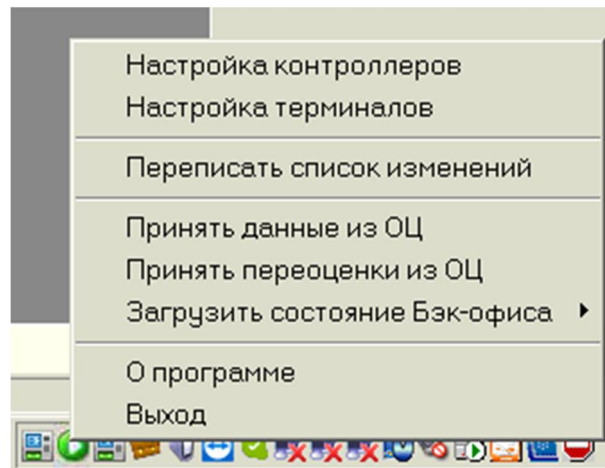 Настройка контроллеров
Настройка терминалов
Переписать список изменений
Принять данные из ОЦ
Принять переоценки из ОЦ
Загрузить состояние Бэк-офиса
О программе
Выход